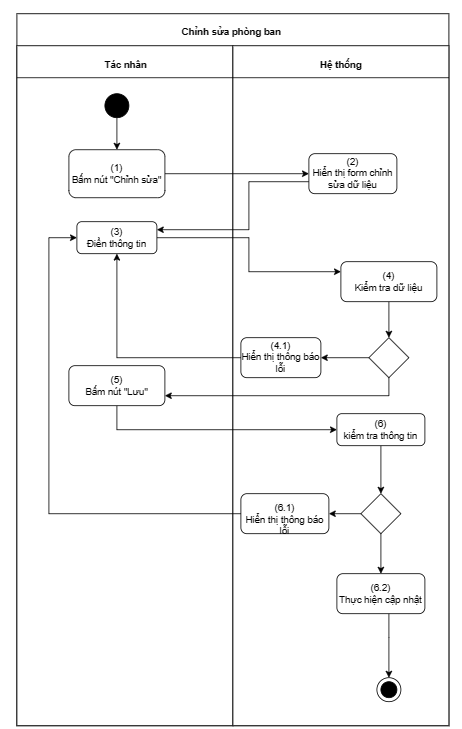 Chỉnh sửa phòng ban
Tác nhân
Hệ thống
(1)
Bấm nút "Chỉnh sửa"
(2)
Hiển thị form chỉnh
sửa dữ liệu
(3)
Điền thông tin
(4)
Kiểm tra dữ liệu
(4.1)
Hiển thị thông báo
lỗi
(5)
Bấm nút "Lưu"
(6)
kiểm tra thông tin
(6.1)
Hiển thị thông báo
lỗi
(6.2)
Thực hiện cập nhật